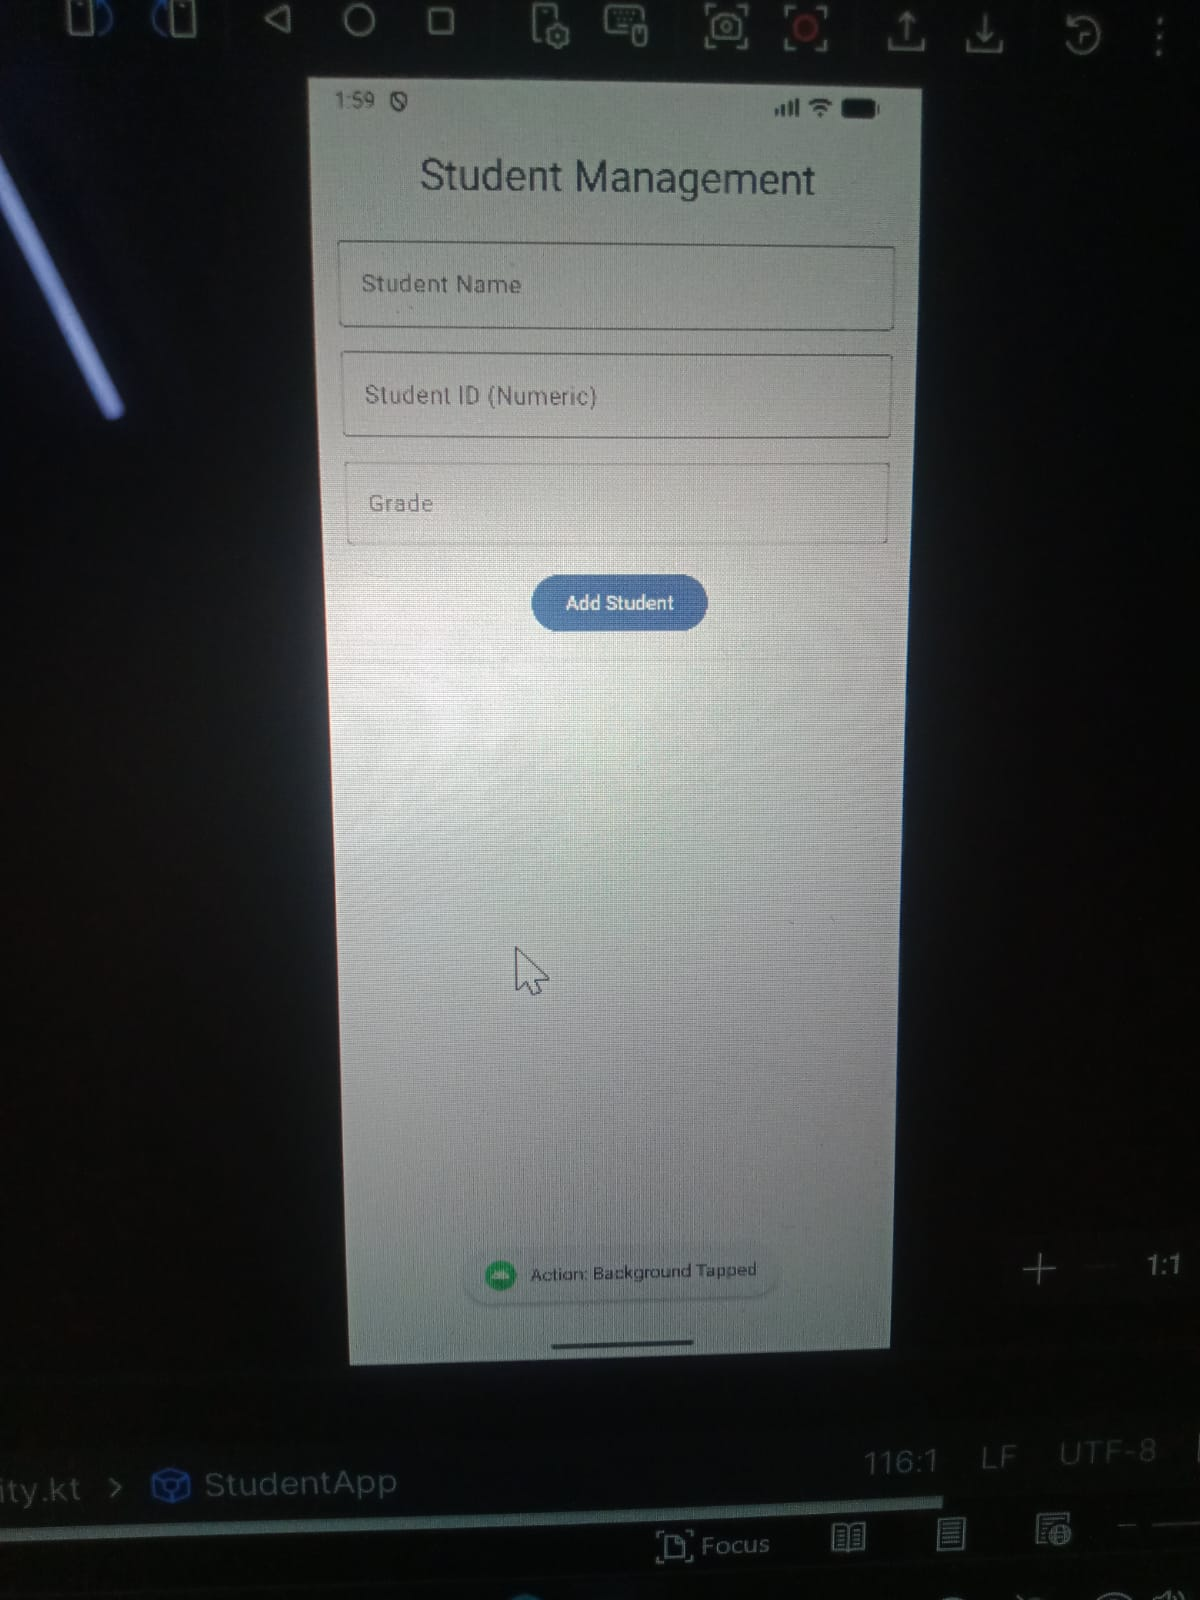 1:59
Student Management
Student Name
Student ID (Numeric)
Grade
Add Student
Action: Background Tapped
1:1
116:1 LF UTF-8
ity.kt > StudentApp
Focus